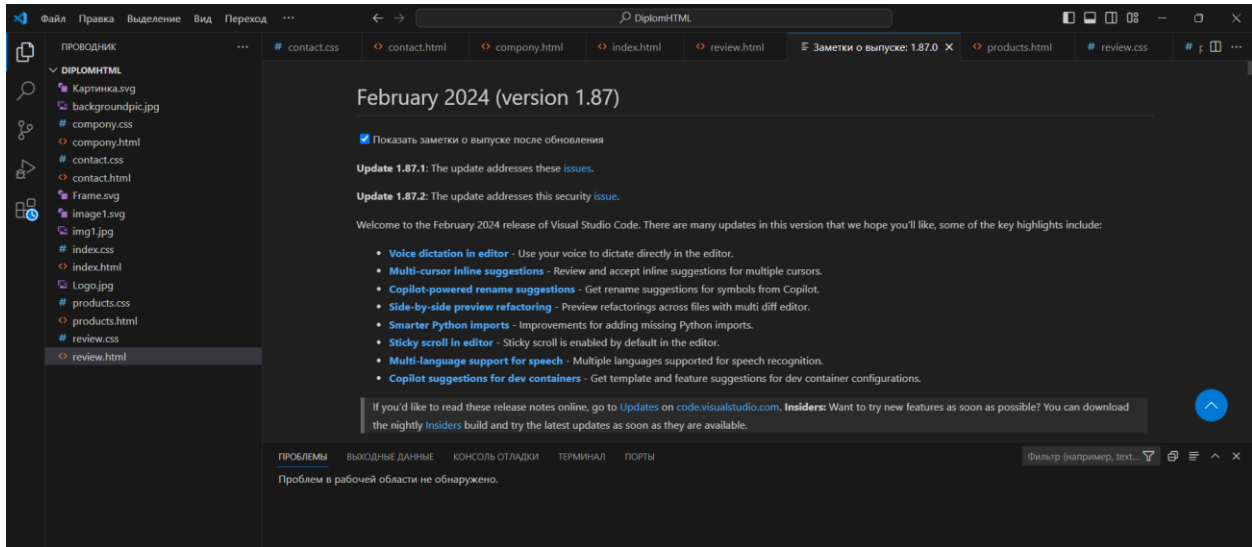 Файл Правка Выделение Вид Переход ···
DiplomHTML
ПРОВОДНИК ···
DIPLOMHTML
Картинка.svg
backgroundpic.jpg
# compony.css
compony.html
# contact.css
contact.html
Frame.svg
image1.svg
img1.jpg
# index.css
index.html
Logo.jpg
# products.css
products.html
# review.css
review.html
# contact.css contact.html compony.html index.html review.html Заметки о выпуске: 1.87.0 products.html # review.css # p ···
February 2024 (version 1.87)
Показать заметки о выпуске после обновления
Update 1.87.1: The update addresses these issues.
Update 1.87.2: The update addresses this security issue.
Welcome to the February 2024 release of Visual Studio Code. There are many updates in this version that we hope you'll like, some of the key highlights include:
• Voice dictation in editor - Use your voice to dictate directly in the editor.
• Multi-cursor inline suggestions - Review and accept inline suggestions for multiple cursors.
• Copilot-powered rename suggestions - Get rename suggestions for symbols from Copilot.
• Side-by-side preview refactoring - Preview refactorings across files with multi diff editor.
• Smarter Python imports - Improvements for adding missing Python imports.
• Sticky scroll in editor - Sticky scroll is enabled by default in the editor.
• Multi-language support for speech - Multiple languages supported for speech recognition.
• Copilot suggestions for dev containers - Get template and feature suggestions for dev container configurations.
If you'd like to read these release notes online, go to Updates on code.visualstudio.com. Insiders: Want to try new features as soon as possible? You can download
the nightly Insiders build and try the latest updates as soon as they are available.
ПРОБЛЕМЫ ВЫХОДНЫЕ ДАННЫЕ КОНСОЛЬ ОТЛАДКИ ТЕРМИНАЛ ПОРТЫ
Фильтр (например, text...
Проблем в рабочей области не обнаружено.